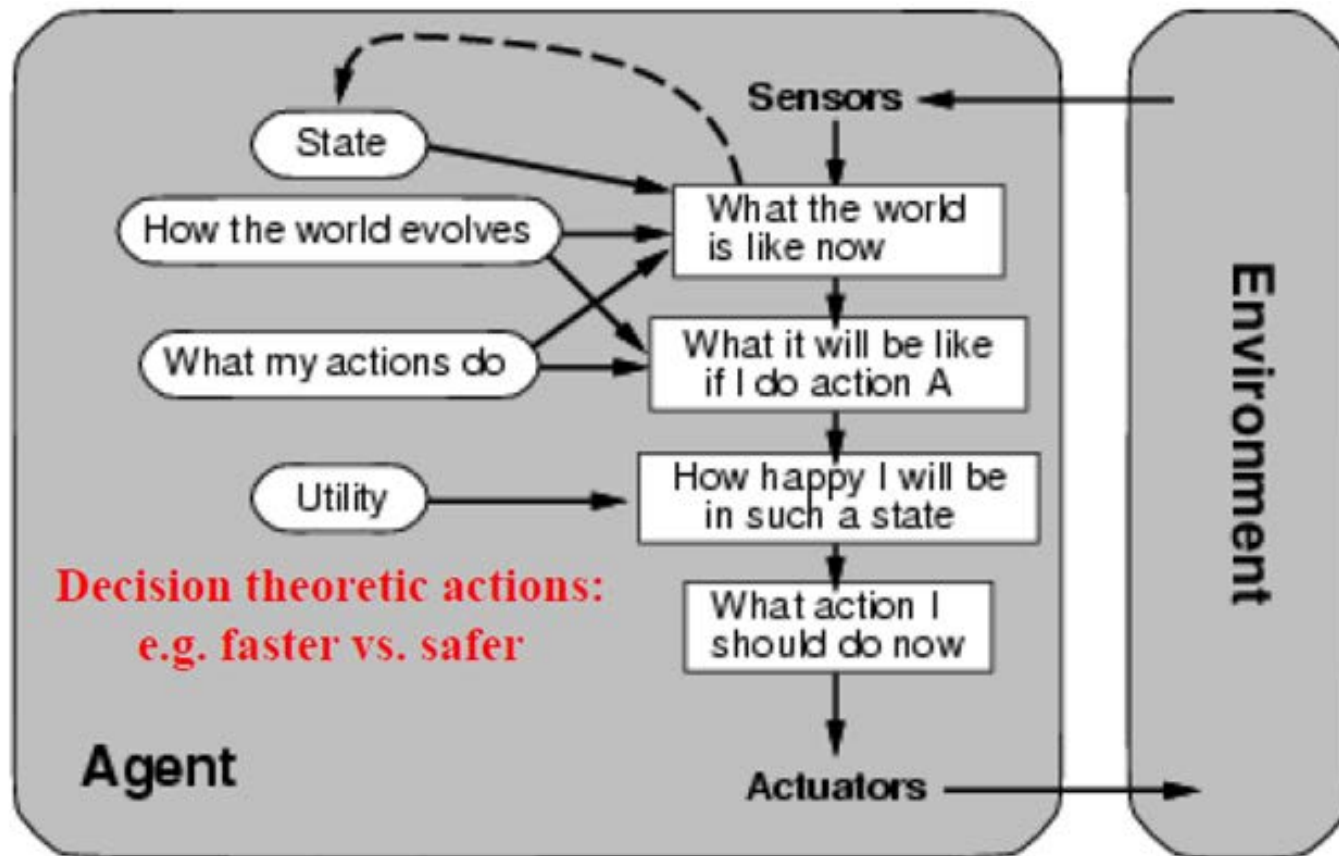 Sensors
State
What the world
is like now
How the world evolves
What my actions do
What it will be like
if I do action A
Utility
How happy I will be
in such a state
Decision theoretic actions:
e.g. faster vs. safer
What action I
should do now
Agent
Actuators
Environment